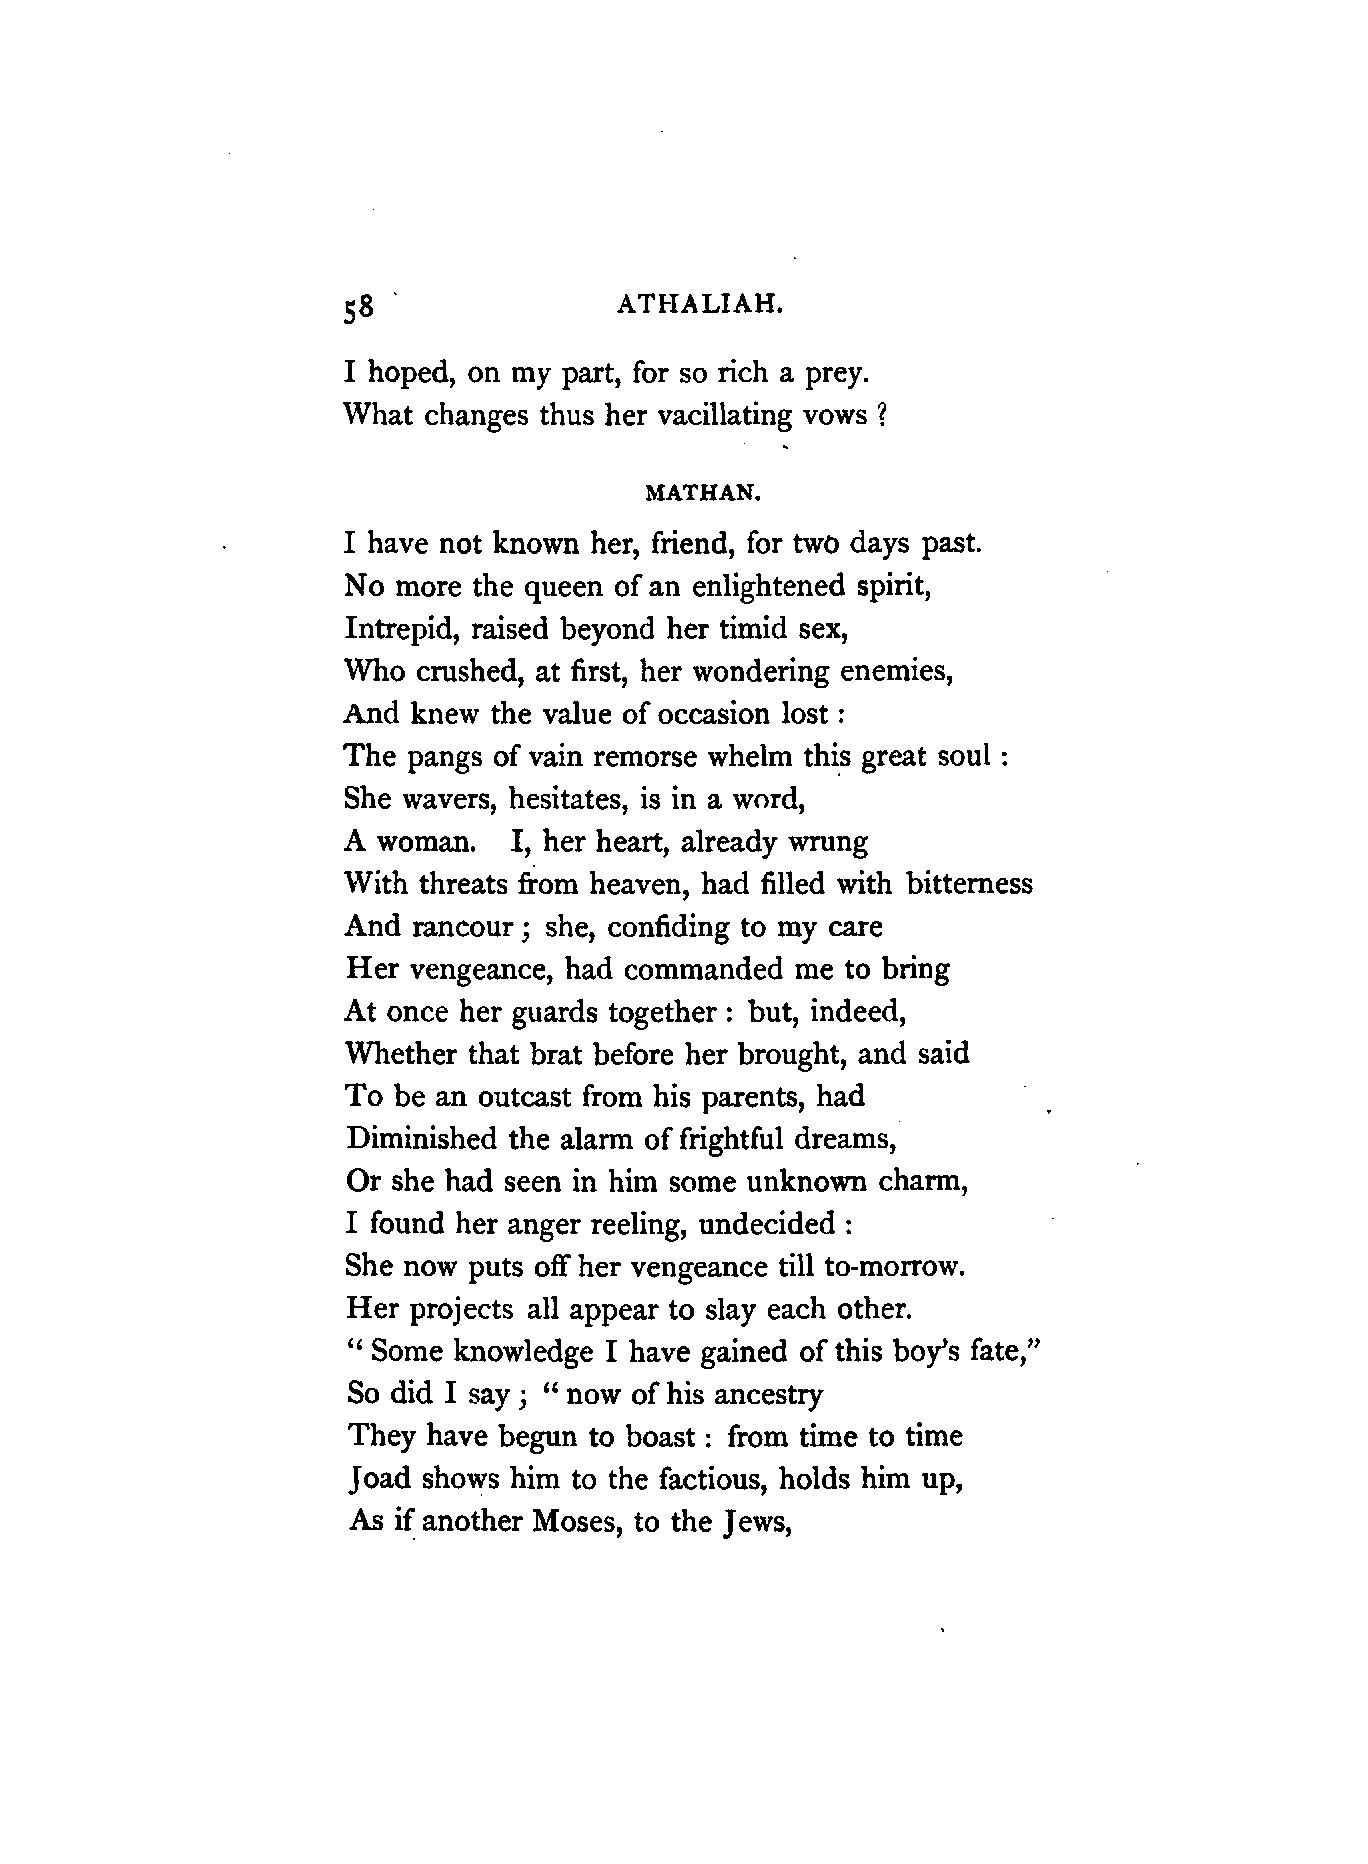 58 ATHALIAH.
I hoped, on my part, for so rich a prey.
What changes thus her vacillating vows ?
MATHAN.
I have not known her, friend, for two days past.
No more the queen of an enlightened spirit,
Intrepid, raised beyond her timid sex,
Who crushed, at first, her wondering enemies,
And knew the value of occasion lost :
The pangs of vain remorse whelm this great soul :
She wavers, hesitates, is in a word,
A woman. I, her heart, already wrung
With threats from heaven, had filled with bitterness
And rancour ; she, confiding to my care
Her vengeance, had commanded me to bring
At once her guards together : but, indeed,
Whether that brat before her brought, and said
To be an outcast from his parents, had
Diminished the alarm of frightful dreams,
Or she had seen in him some unknown charm,
I found her anger reeling, undecided :
She now puts off her vengeance till to-morrow.
Her projects all appear to slay each other.
“ Some knowledge I have gained of this boy's fate,”
So did I say ; “ now of his ancestry
They have begun to boast : from time to time
Joad shows him to the factious, holds him up,
As if another Moses, to the Jews,